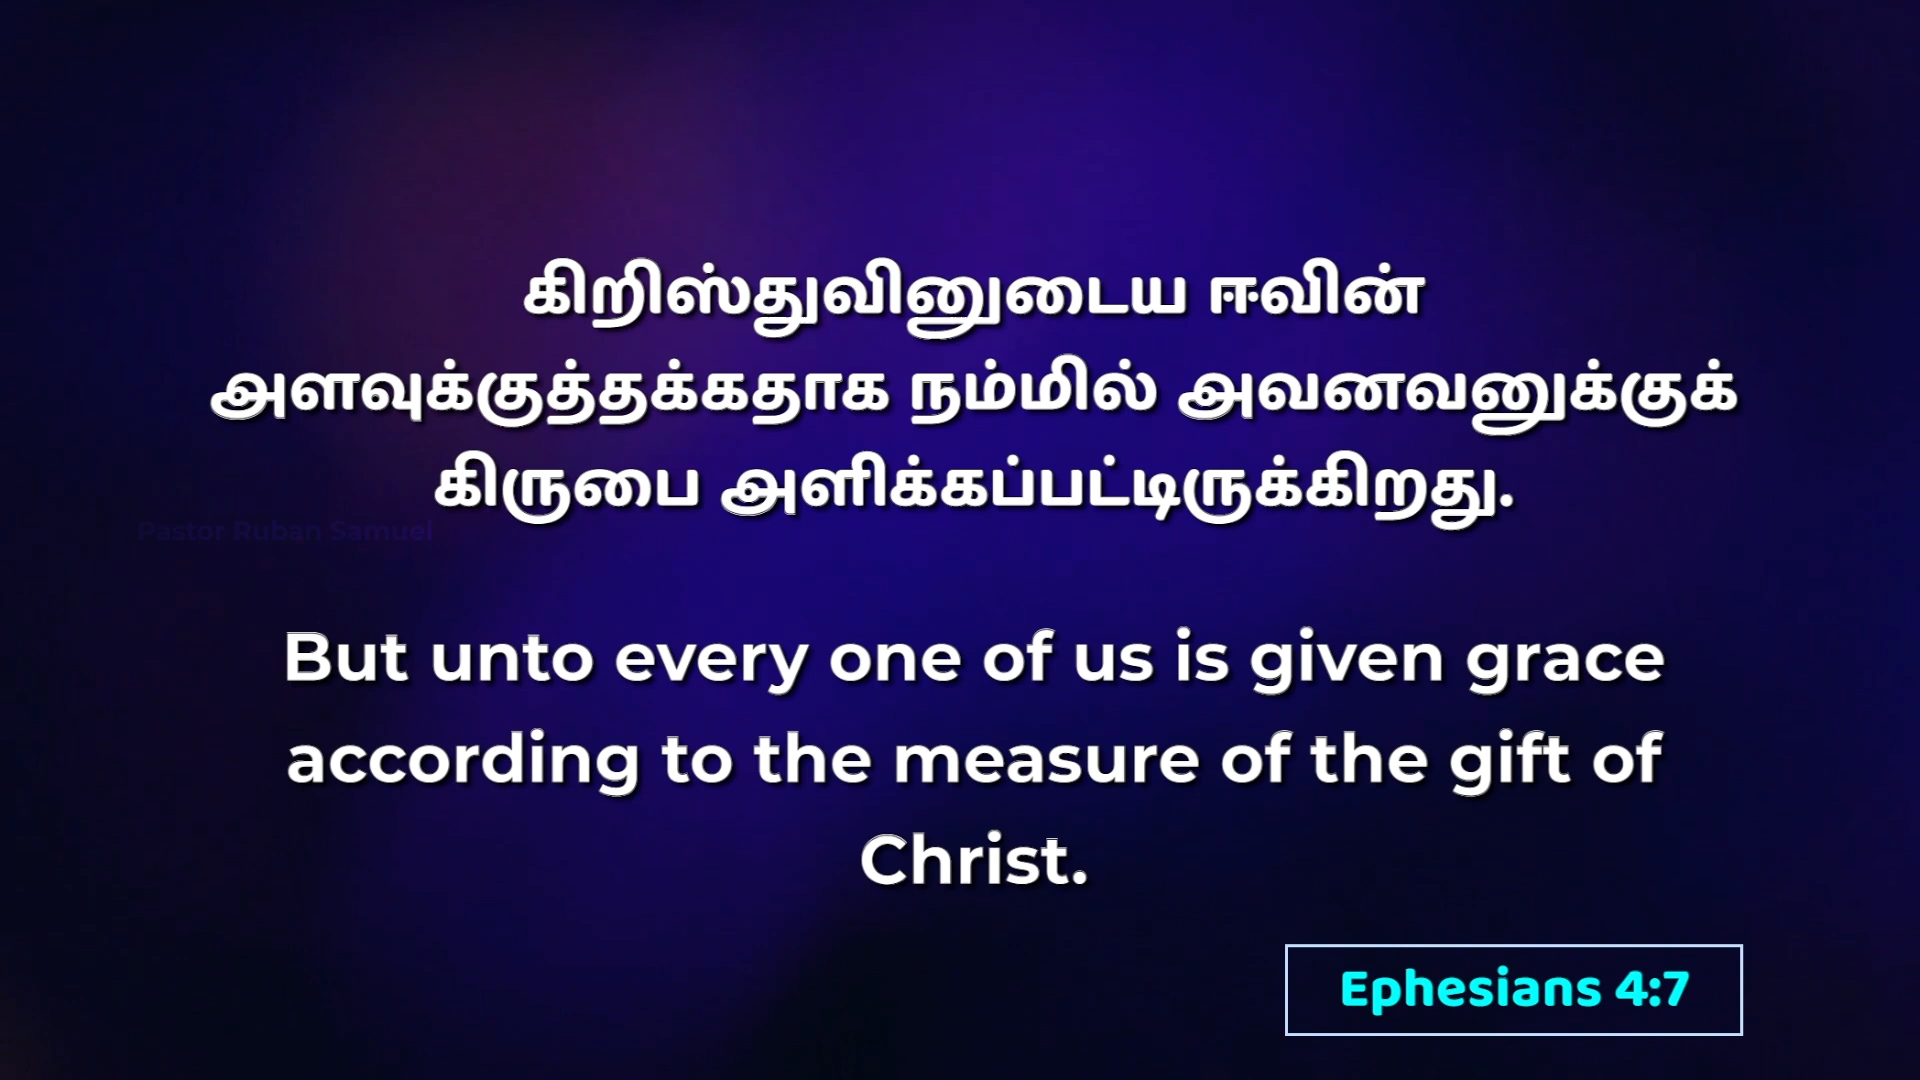 கிறிஸ்துவினுடைய ஈவின்
அளவுக்குத்தக்கதாக நம்மில் அவனவனுக்குக்
கிருபை அளிக்கப்பட்டிருக்கிறது.
Pastor Ruban Samuel
But unto every one of us is given grace
according to the measure of the gift of
Christ.
Ephesians 4:7